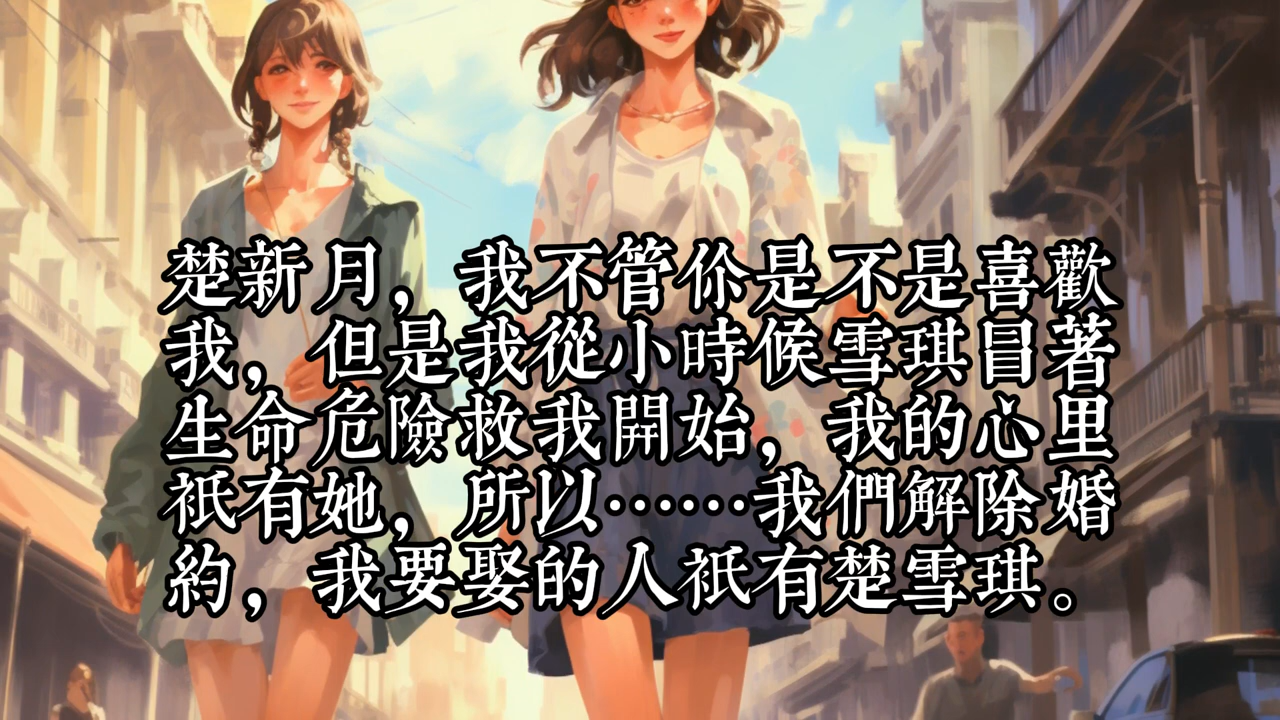 楚新月，我不管你是不是喜歡
我，但是我從小時候雪琪冒著
生命危險救我開始，我的心里
祇有她，所以……我們解除婚
約，我要娶的人祇有楚雪琪。